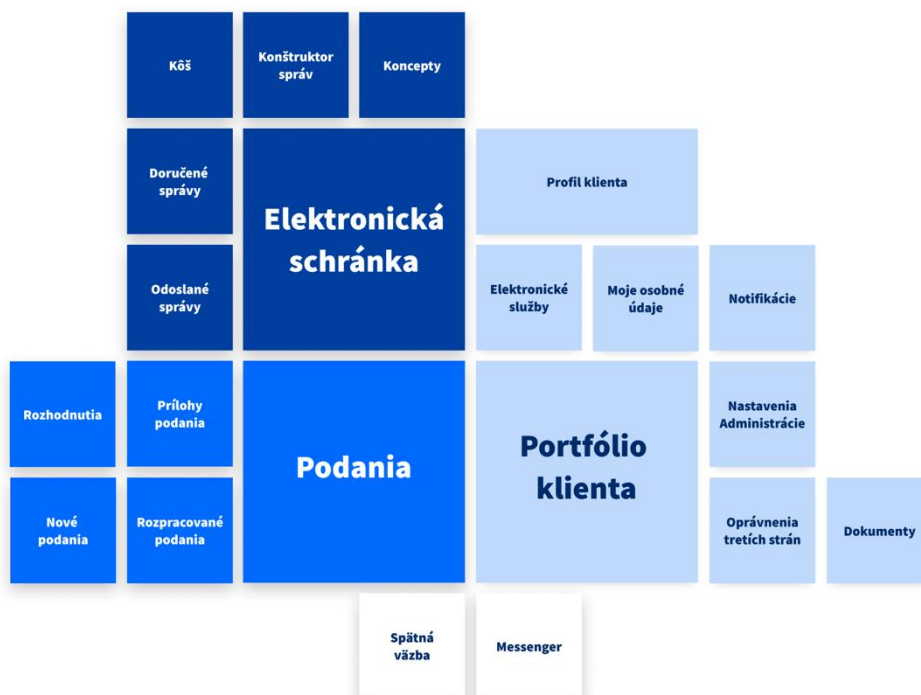 Kôš
Konštruktor
správ
Koncepty
Doručené
správy
Elektronická
schránka
Profil klienta
Odoslané
správy
Elektronické
služby
Moje osobné
údaje
Notifikácie
Rozhodnutia
Prílohy
podania
Podania
Portfólio
klienta
Nastavenia
Administrácie
Nové
podania
Rozpracované
podania
Oprávnenia
tretích strán
Dokumenty
Spätná
väzba
Messenger